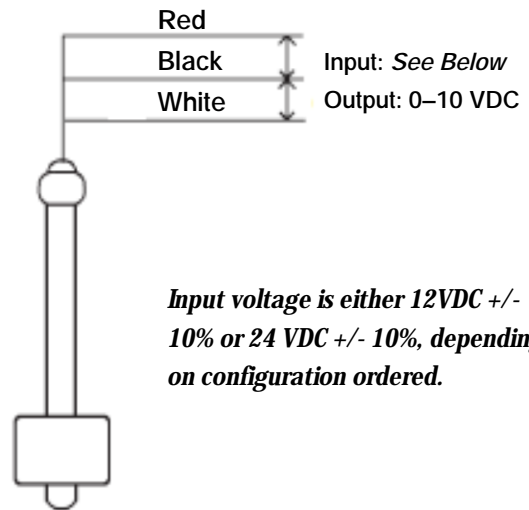 Red
Black
White
Input: See Below
Output: 0–10 VDC
Input voltage is either 12VDC +/-
10% or 24 VDC +/- 10%, dependin
on configuration ordered.